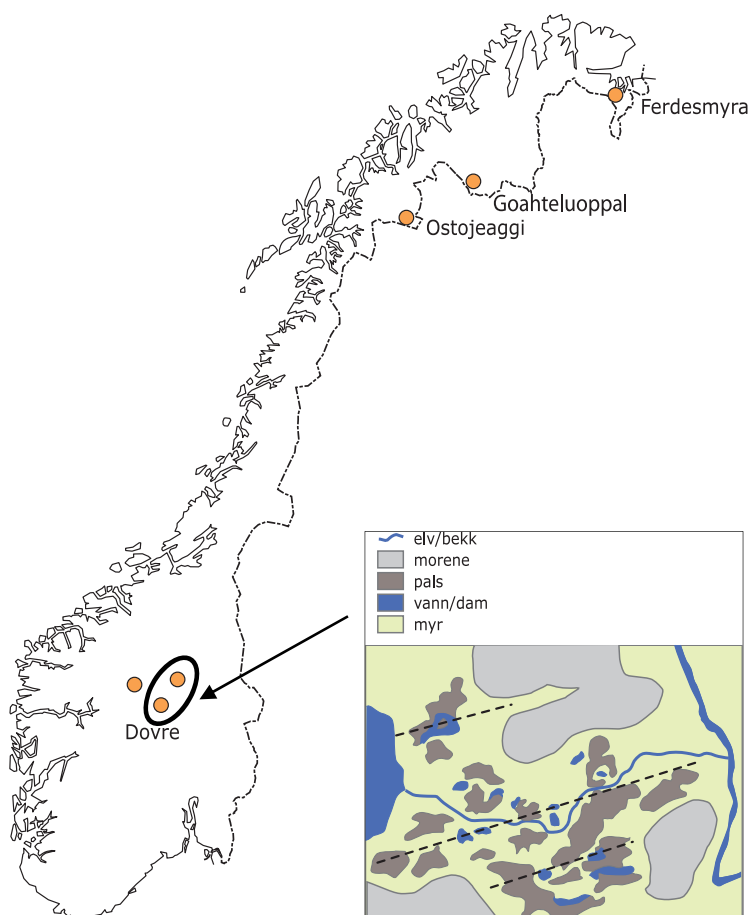 Ferdesmyra
Goahteluoppal
Ostojeaggi
elv/bekk
morene
pals
vann/dam
myr
Dovre